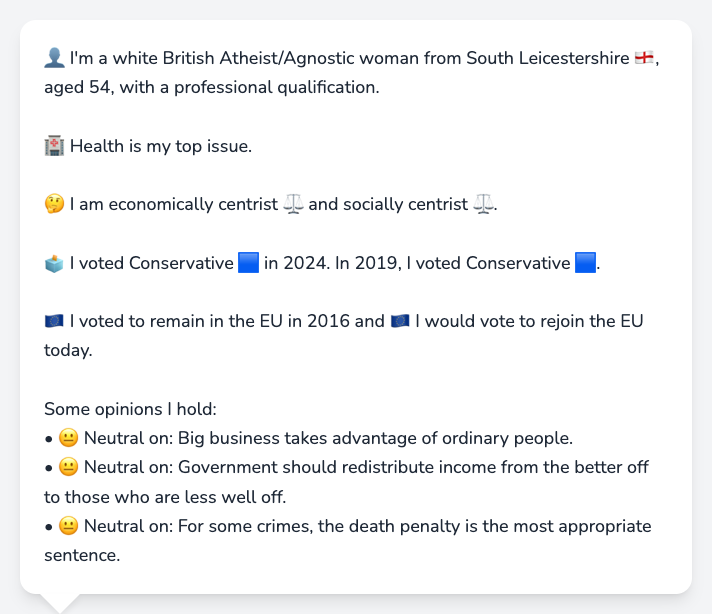 👤 I'm a white British Atheist/Agnostic woman from South Leicestershire 🏴󠁧󠁢󠁥󠁮󠁧󠁿,
aged 54, with a professional qualification.
🏥 Health is my top issue.
🤔 I am economically centrist ⚖️ and socially centrist ⚖️.
🗳️ I voted Conservative 🟦 in 2024. In 2019, I voted Conservative 🟦.
🇪🇺 I voted to remain in the EU in 2016 and 🇪🇺 I would vote to rejoin the EU
today.
Some opinions I hold:
• 😐 Neutral on: Big business takes advantage of ordinary people.
• 😐 Neutral on: Government should redistribute income from the better off
to those who are less well off.
• 😐 Neutral on: For some crimes, the death penalty is the most appropriate
sentence.